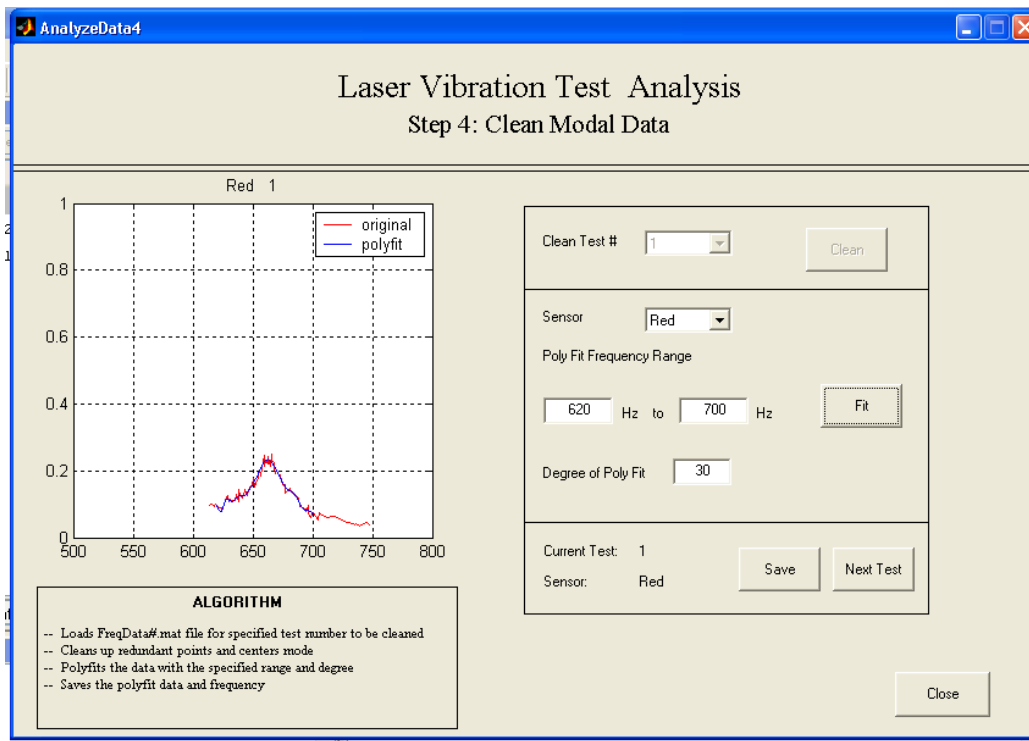 AnalyzeData4
Laser Vibration Test Analysis
Step 4: Clean Modal Data
Red 1
1
0.8
0.6
0.4
0.2
0
500 550 600 650 700 750 800
original
polyfit
ALGORITHM
-- Loads FreqData#.mat file for specified test number to be cleaned
-- Cleans up redundant points and centers mode
-- Polyfits the data with the specified range and degree
-- Saves the polyfit data and frequency
Clean Test # 1 Clean
Sensor Red
Poly Fit Frequency Range
620 Hz to 700 Hz Fit
Degree of Poly Fit 30
Current Test: 1
Sensor: Red
Save Next Test
Close